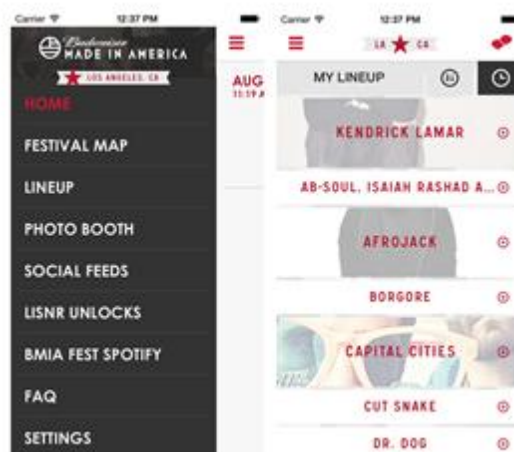 Carrier 12:37 PM
Budweiser
MADE IN AMERICA
LOS ANGELES, CA
HOME
FESTIVAL MAP
LINEUP
PHOTO BOOTH
SOCIAL FEEDS
LISNR UNLOCKS
BMIA FEST SPOTIFY
FAQ
SETTINGS
AUG
11:19 A
Carrier 12:37 PM
LA CA
MY LINEUP
KENDRICK LAMAR
AB-SOUL, ISAIAH RASHAD A...
AFROJACK
BORGORE
CAPITAL CITIES
CUT SNAKE
DR. DOG